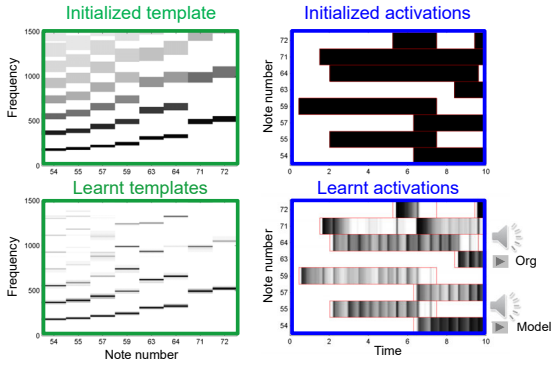 Initialized template
Initialized activations
Frequency
1500
1000
500
0
54 55 57 59 63 64 71 72
Note number
72
71
64
63
59
57
55
54
0 2 4 6 8 10
Learnt templates
Learnt activations
Frequency
1500
1000
500
0
54 55 57 59 63 64 71 72
Note number
Note number
72
71
64
63
59
57
55
54
0 2 4 6 8 10
Time
Org
Model